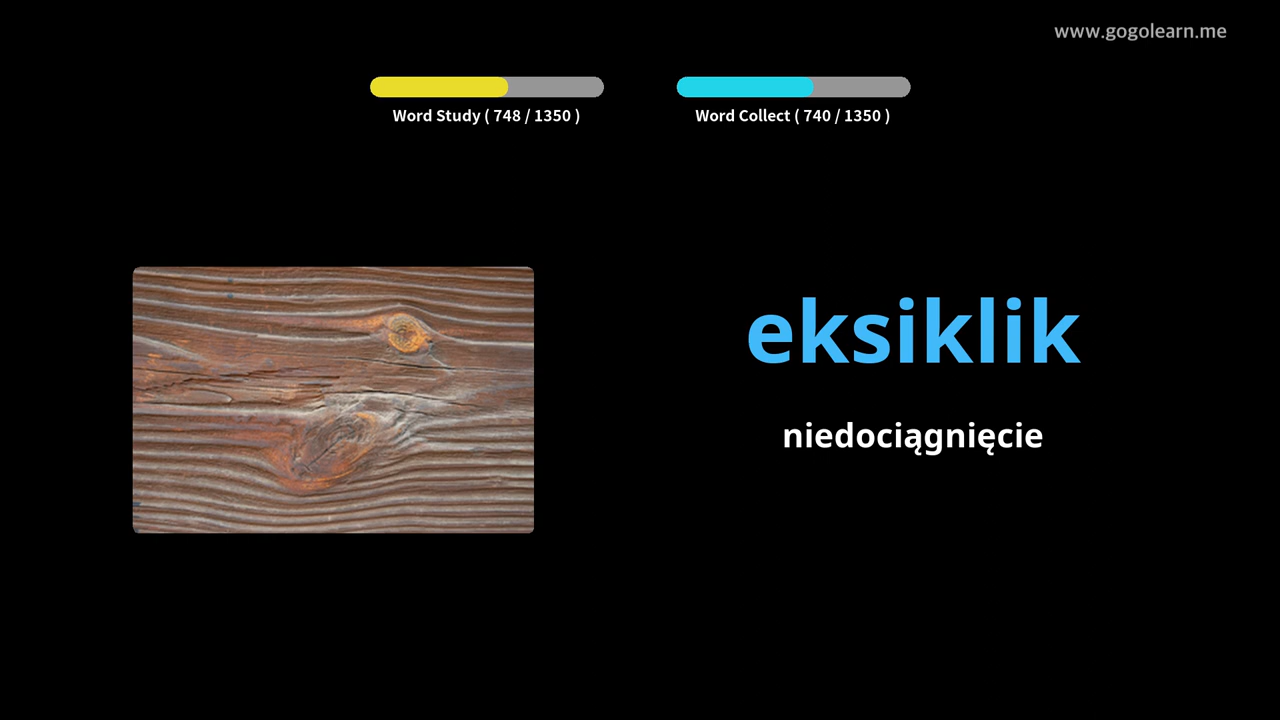 www.gogolearn.me
Word Study ( 748 / 1350 )
Word Collect ( 740 / 1350 )
eksiklik
niedociągnięcie